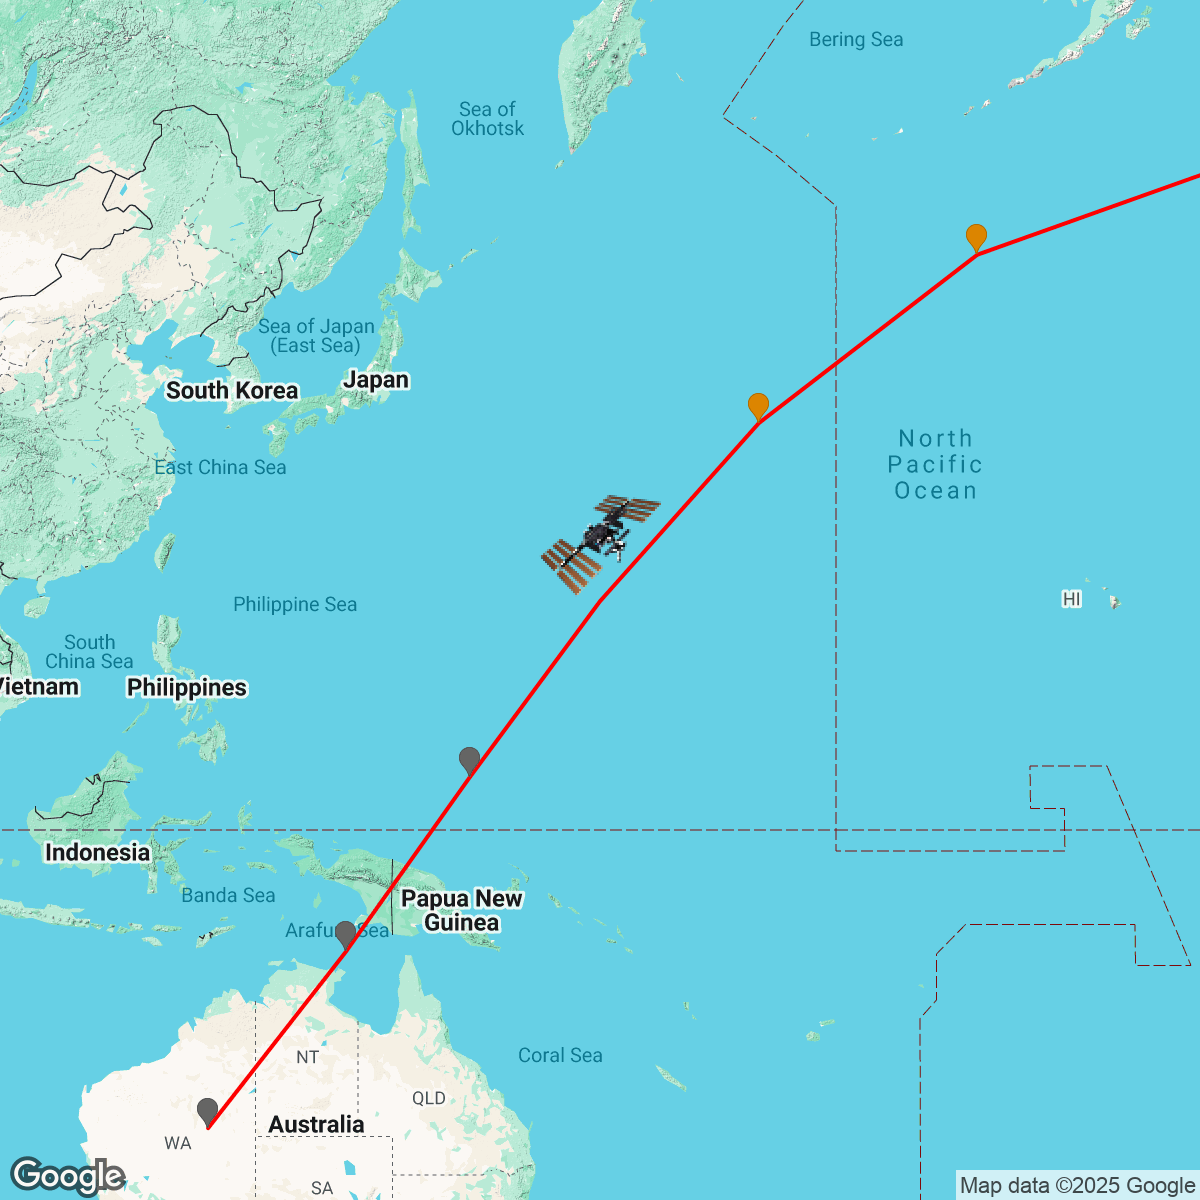 Bering Sea
Sea of
Okhotsk
Sea of Japan
(East Sea)
South Korea
Japan
North
Pacific
Ocean
East China Sea
Philippine Sea
HI
South
China Sea
Vietnam
Philippines
Indonesia
Banda Sea
Papua New
Guinea
Arafura Sea
Coral Sea
NT
QLD
Australia
WA
SA
Google
Map data ©2025 Google